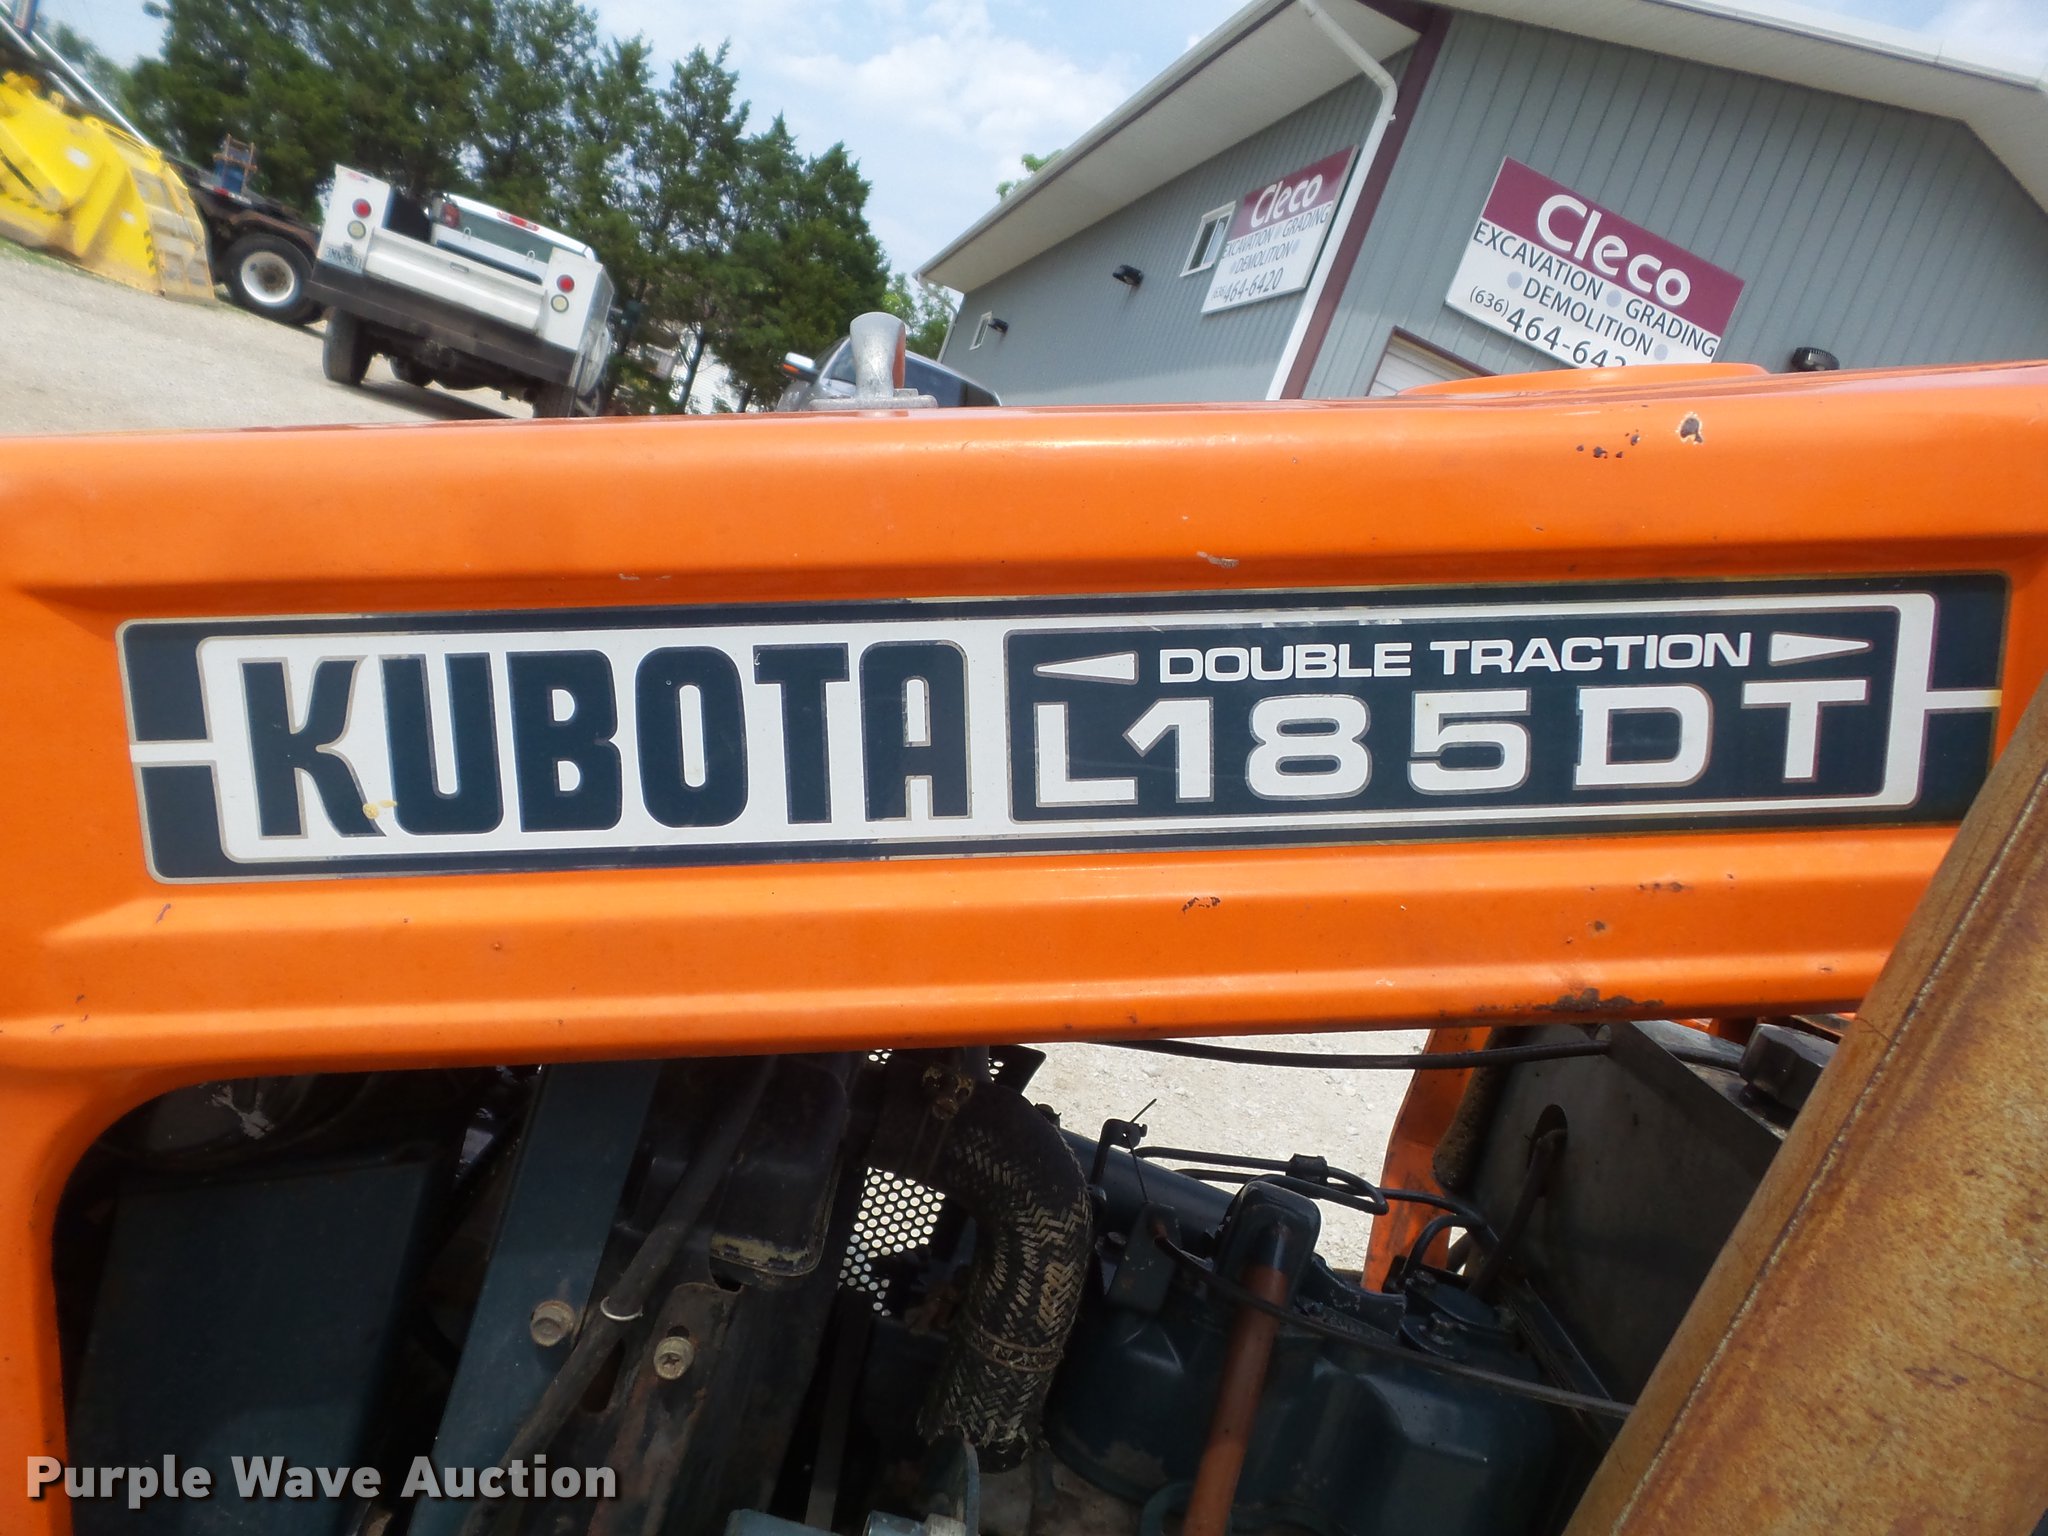 Cleco
EXCAVATION GRADING
DEMOLITION
(636) 464-6420
Cleco
EXCAVATION GRADING
DEMOLITION
(636) 464-642
KUBOTA
DOUBLE TRACTION
L185DT
Purple Wave Auction